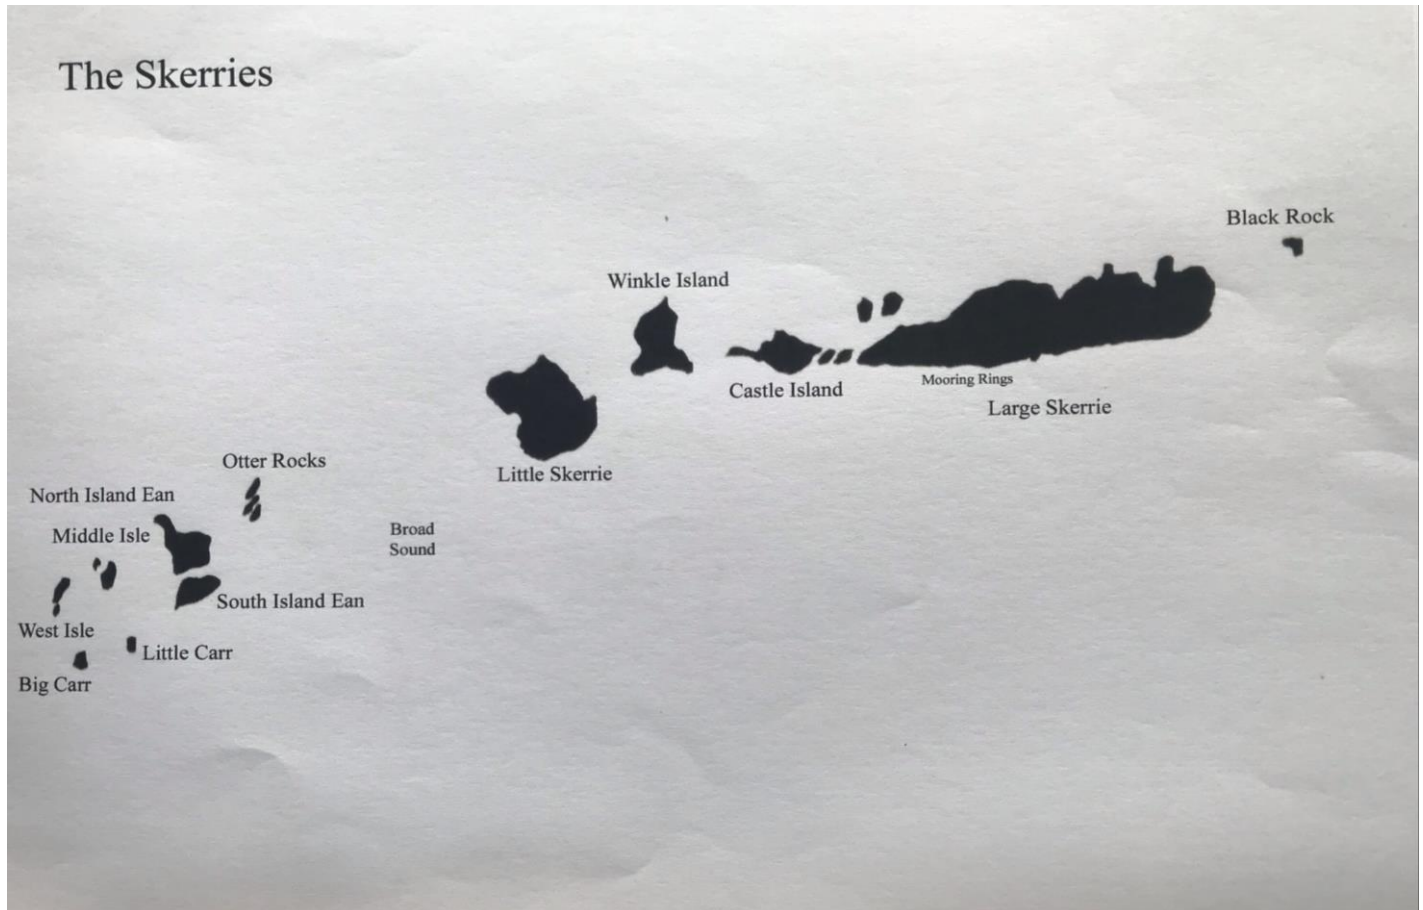 The Skerries
Black Rock
Winkle Island
Castle Island
Mooring Rings
Large Skerrie
Little Skerrie
Otter Rocks
North Island Ean
Middle Isle
Broad
Sound
South Island Ean
West Isle
Little Carr
Big Carr